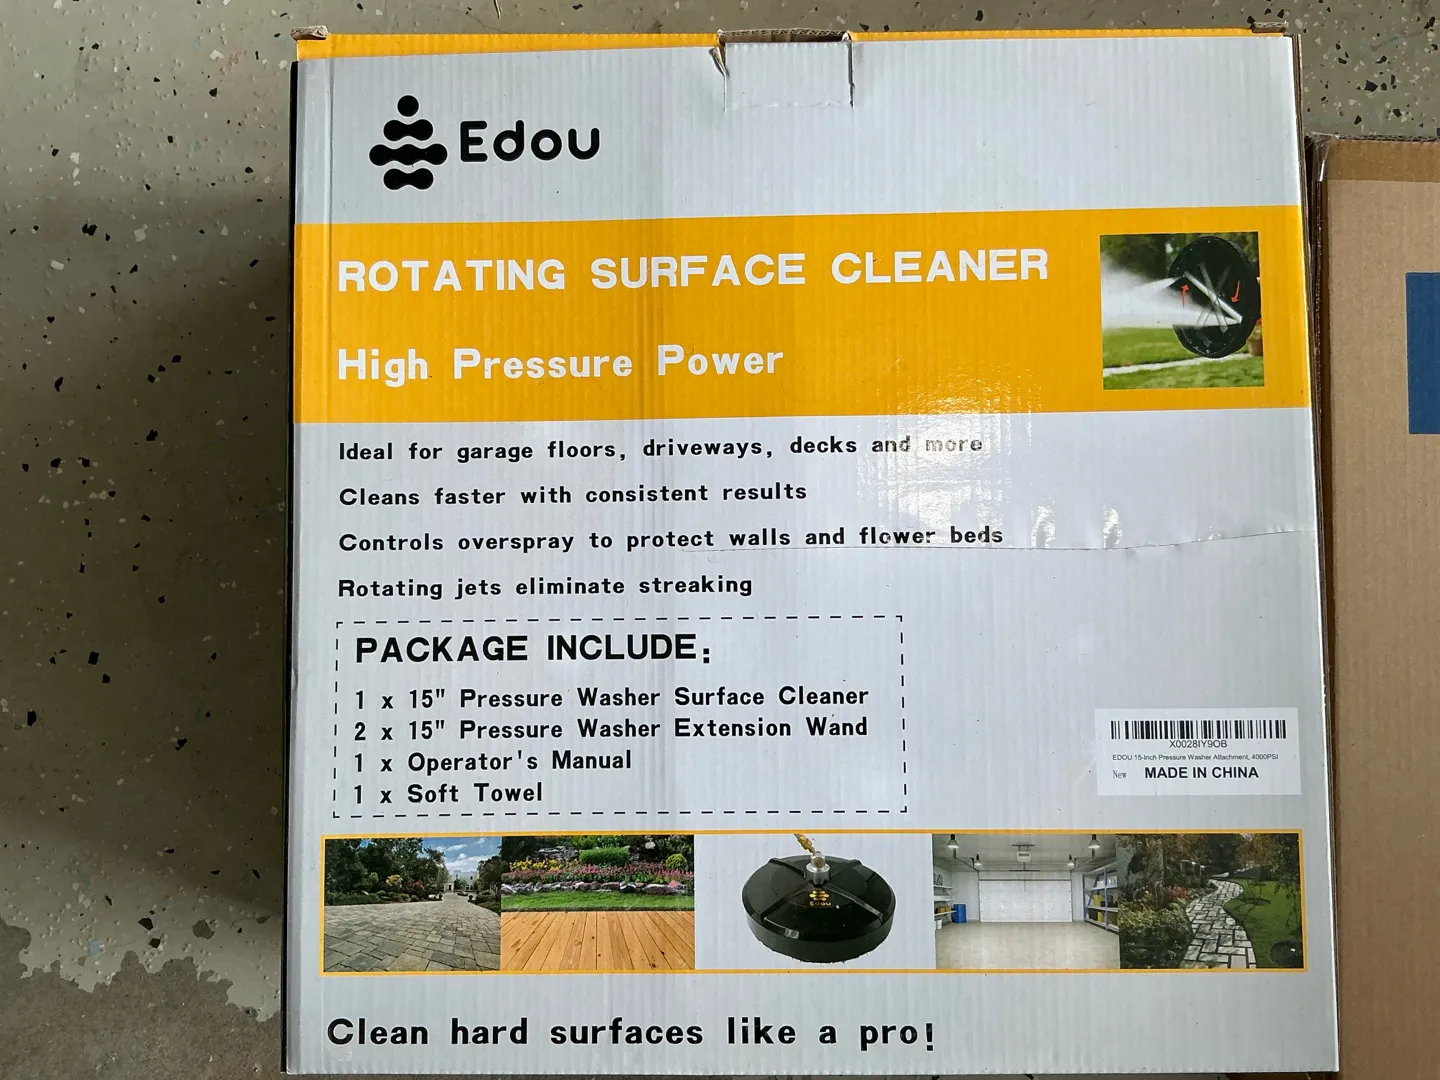 Edou
ROTATING SURFACE CLEANER
High Pressure Power
Ideal for garage floors, driveways, decks and more
Cleans faster with consistent results
Controls overspray to protect walls and flower beds
Rotating jets eliminate streaking
PACKAGE INCLUDE:
1 x 15" Pressure Washer Surface Cleaner
2 x 15" Pressure Washer Extension Wand
1 x Operator's Manual
1 x Soft Towel
X0028IY9OB
EDOU 15-Inch Pressure Washer Attachment, 4000PSI
New MADE IN CHINA
Edou
Clean hard surfaces like a pro!